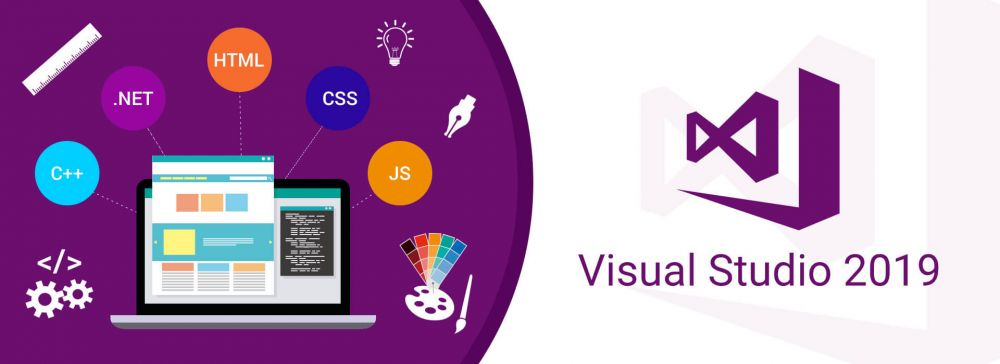 HTML
.NET
CSS
C++
JS
</>
Visual Studio 2019